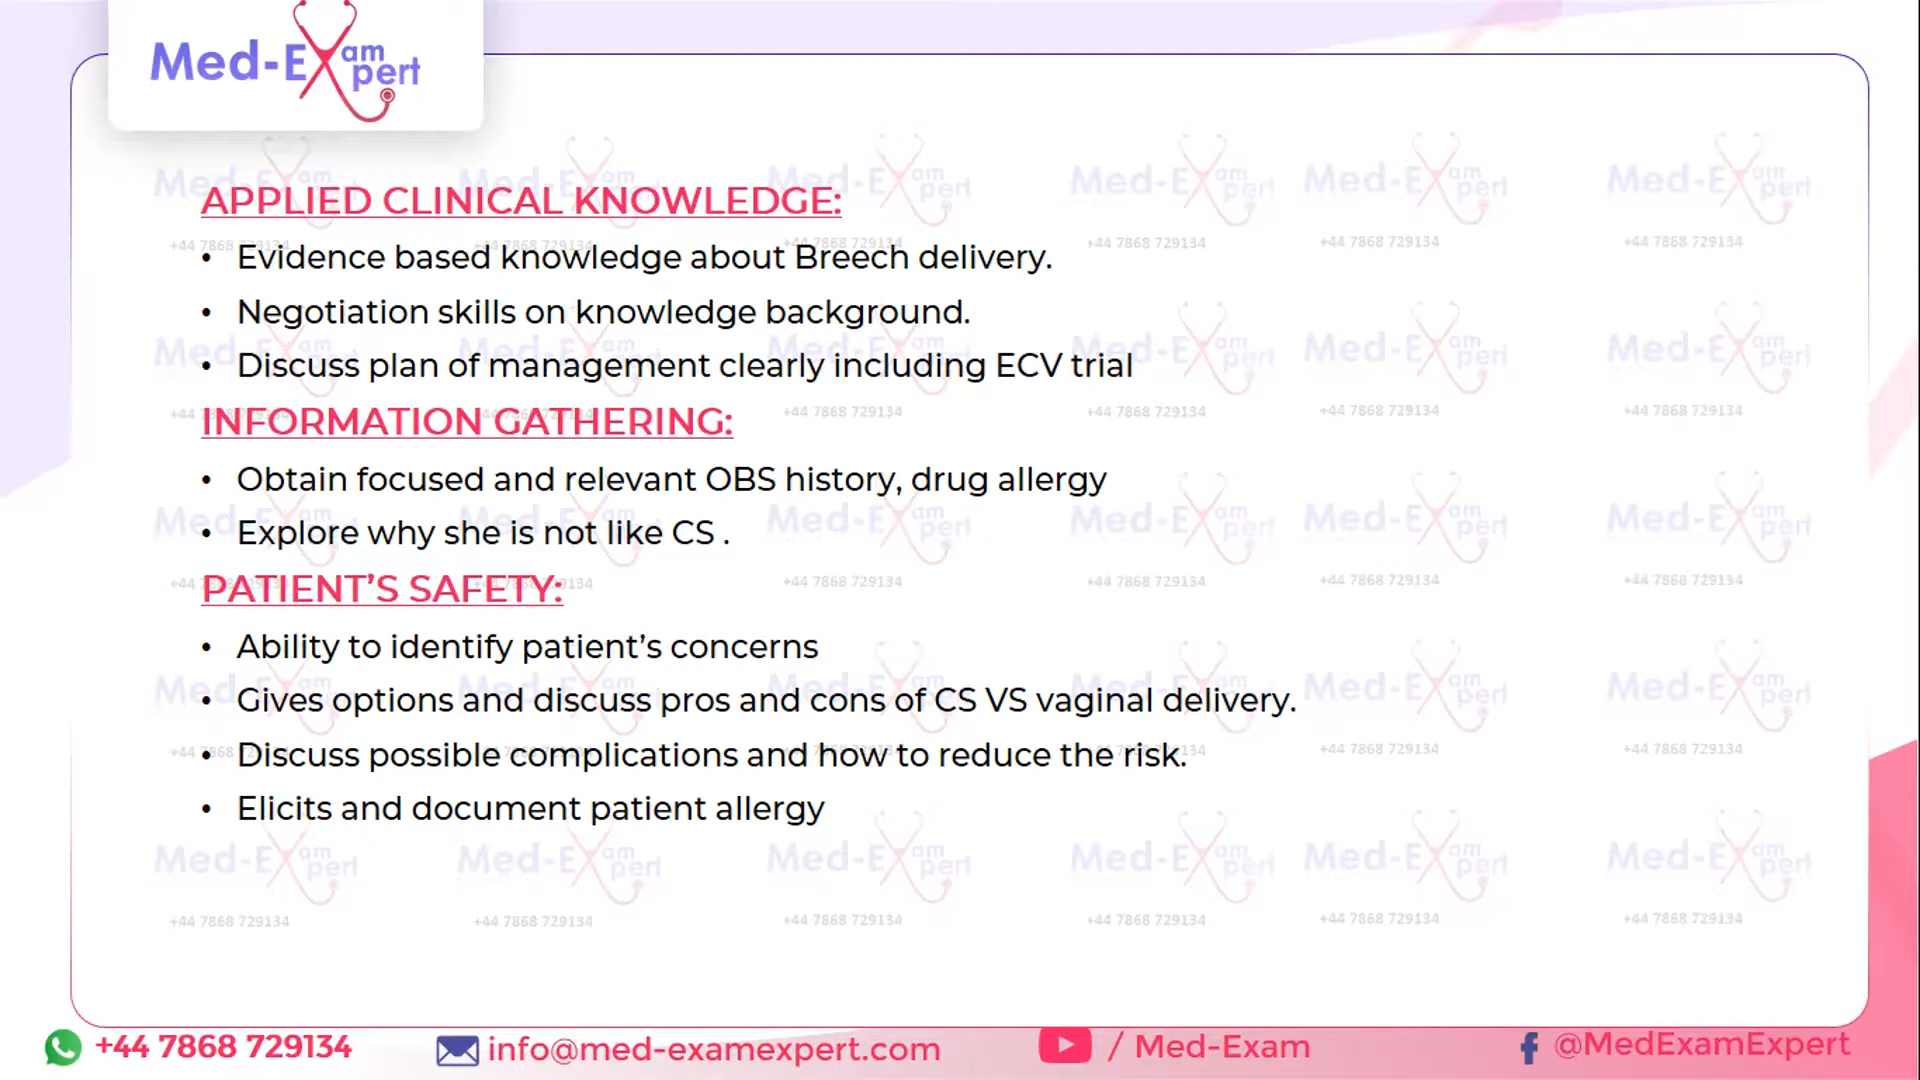 Med-Exam
pert
APPLIED CLINICAL KNOWLEDGE:
• Evidence based knowledge about Breech delivery.
• Negotiation skills on knowledge background.
• Discuss plan of management clearly including ECV trial
INFORMATION GATHERING:
• Obtain focused and relevant OBS history, drug allergy
• Explore why she is not like CS .
PATIENT’S SAFETY:
• Ability to identify patient’s concerns
• Gives options and discuss pros and cons of CS VS vaginal delivery.
• Discuss possible complications and how to reduce the risk.
• Elicits and document patient allergy
+44 7868 729134
info@med-examexpert.com
/ Med-Exam
@MedExamExpert